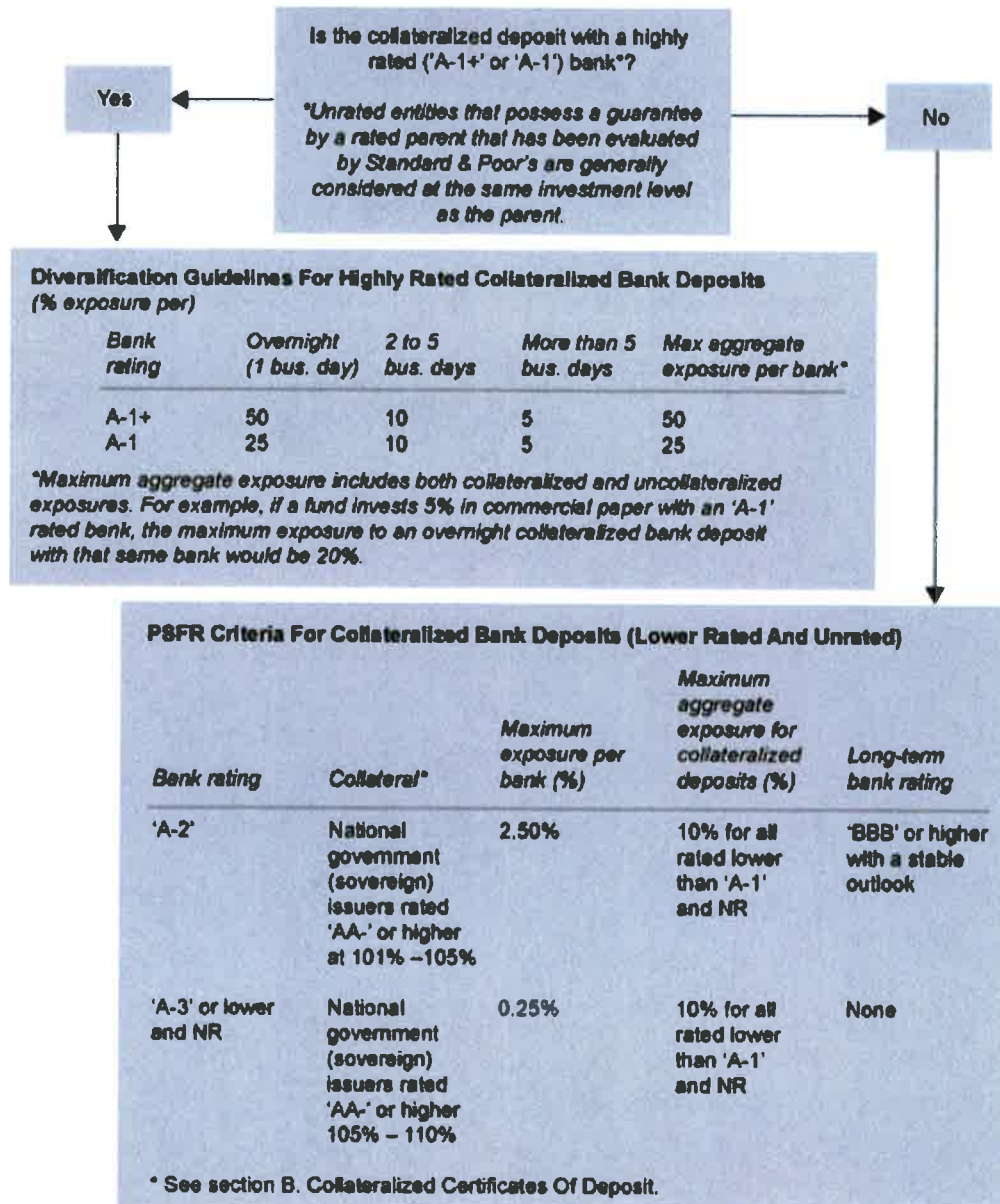 Is the collateralized deposit with a highly
rated ('A-1+' or 'A-1') bank*?
*Unrated entities that possess a guarantee
by a rated parent that has been evaluated
by Standard & Poor's are generally
considered at the same investment level
as the parent.
Yes
No
Diversification Guidelines For Highly Rated Collateralized Bank Deposits
(% exposure per)
Bank rating Overnight (1 bus. day) 2 to 5 bus. days More than 5 bus. days Max aggregate exposure per bank*
A-1+ 50 10 5 50
A-1 25 10 5 25
*Maximum aggregate exposure includes both collateralized and uncollateralized
exposures. For example, if a fund invests 5% in commercial paper with an 'A-1'
rated bank, the maximum exposure to an overnight collateralized bank deposit
with that same bank would be 20%.
PSFR Criteria For Collateralized Bank Deposits (Lower Rated And Unrated)
Bank rating
Collateral*
Maximum
exposure per
bank (%)
Maximum
aggregate
exposure for
collateralized
deposits (%)
Long-term
bank rating
'A-2'
National
government
(sovereign)
issuers rated
'AA-' or higher
at 101% –105%
2.50%
10% for all
rated lower
than 'A-1'
and NR
'BBB' or higher
with a stable
outlook
'A-3' or lower
and NR
National
government
(sovereign)
issuers rated
'AA-' or higher
105% – 110%
0.25%
10% for all
rated lower
than 'A-1'
and NR
None
* See section B. Collateralized Certificates Of Deposit.